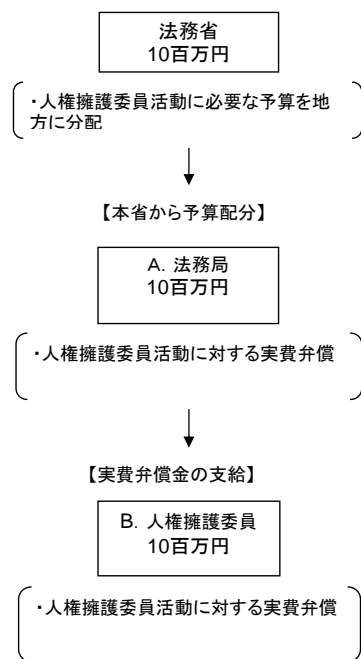 法務省
10百万円
・人権擁護委員活動に必要な予算を地
方に分配
【本省から予算配分】
A. 法務局
10百万円
・人権擁護委員活動に対する実費弁償
【実費弁償金の支給】
B. 人権擁護委員
10百万円
・人権擁護委員活動に対する実費弁償